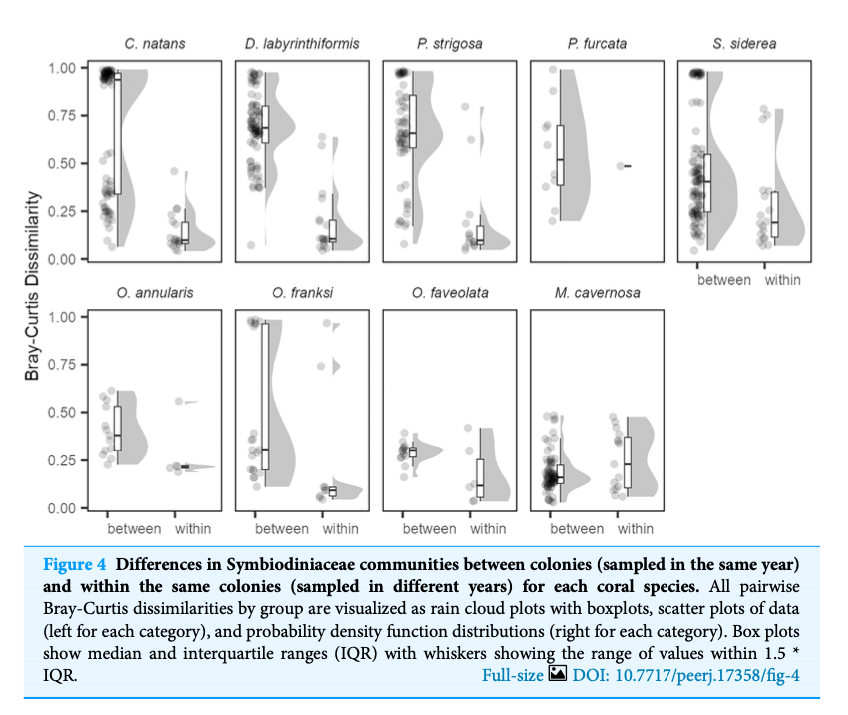 C. natans D. labyrinthiformis P. strigosa P. furcata S. siderea
1.00
0.75
0.50
0.25
0.00
between within
Bray-Curtis Dissimilarity
O. annularis O. franksi O. faveolata M. cavernosa
1.00
0.75
0.50
0.25
0.00
between within between within between within between within
Figure 4 Differences in Symbiodiniaceae communities between colonies (sampled in the same year)
and within the same colonies (sampled in different years) for each coral species. All pairwise
Bray-Curtis dissimilarities by group are visualized as rain cloud plots with boxplots, scatter plots of data
(left for each category), and probability density function distributions (right for each category). Box plots
show median and interquartile ranges (IQR) with whiskers showing the range of values within 1.5 *
IQR. Full-size DOI: 10.7717/peerj.17358/fig-4